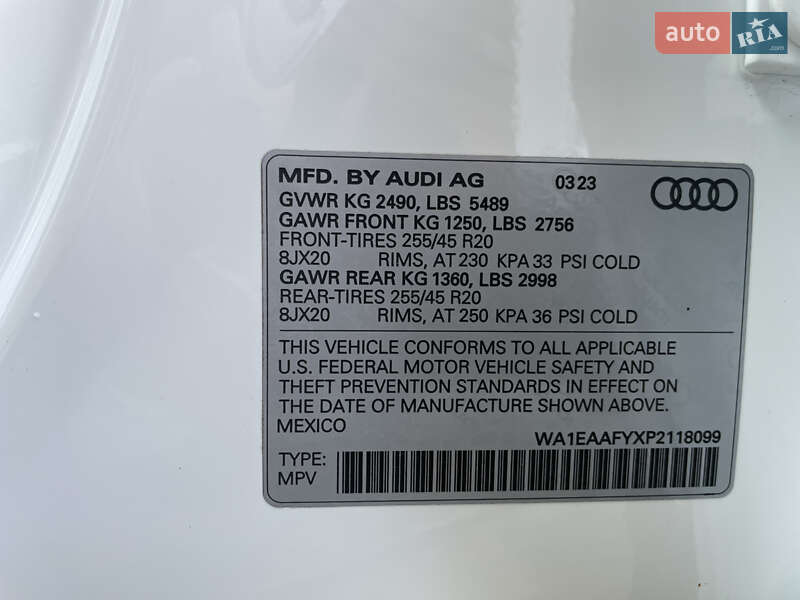 auto RIA.com
MFD. BY AUDI AG 0323
GVWR KG 2490, LBS 5489
GAWR FRONT KG 1250, LBS 2756
FRONT-TIRES 255/45 R20
8JX20 RIMS, AT 230 KPA 33 PSI COLD
GAWR REAR KG 1360, LBS 2998
REAR-TIRES 255/45 R20
8JX20 RIMS, AT 250 KPA 36 PSI COLD
THIS VEHICLE CONFORMS TO ALL APPLICABLE
U.S. FEDERAL MOTOR VEHICLE SAFETY AND
THEFT PREVENTION STANDARDS IN EFFECT ON
THE DATE OF MANUFACTURE SHOWN ABOVE.
MEXICO WA1EAAFYXP2118099
TYPE:
MPV